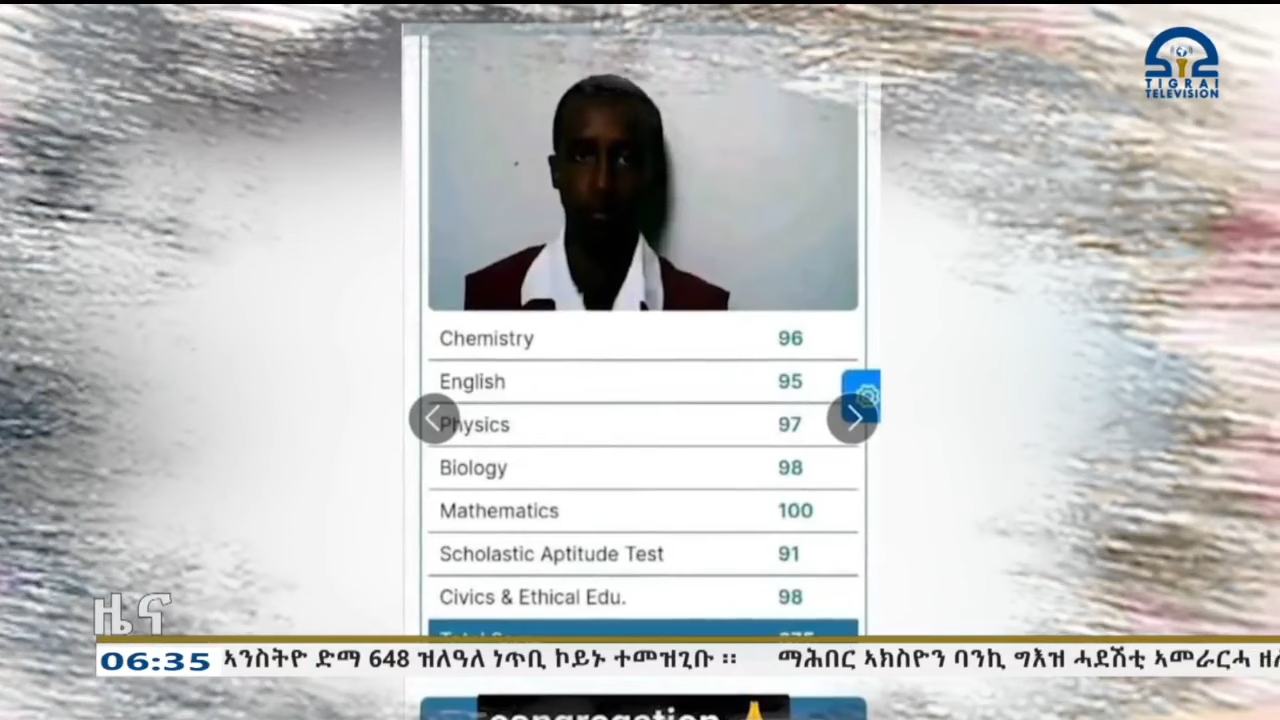 TIGRAI
TELEVISION
Chemistry 96
English 95
Physics 97
Biology 98
Mathematics 100
Scholastic Aptitude Test 91
Civics & Ethical Edu. 98
ዜና
06:35 ኣንስትዮ ድማ 648 ዝለዓለ ነጥቢ ኮይኑ ተመዝጊቡ ። ማሕበር ኣክስዮን ባንኪ ግእዝ ሓደሽቲ ኣመራርሓ
congregation